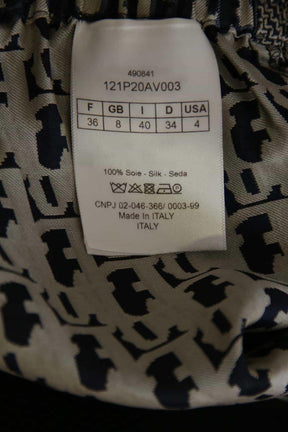 490841
121P20AV003
F GB I D USA
36 8 40 34 4
100% Soie - Silk - Seda
CNPJ 02-046-366/ 0003-99
Made In ITALY
ITALY